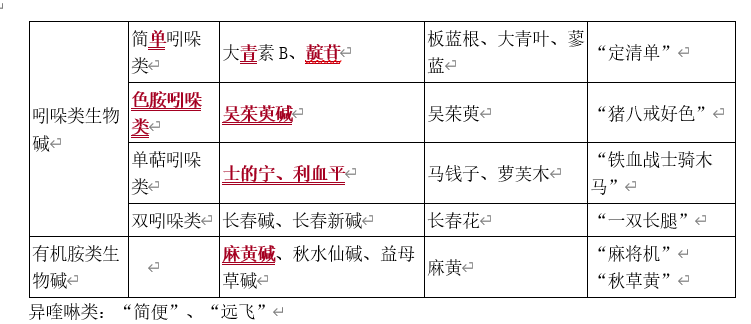 简单吲哚类
大青素 B、靛苷
板蓝根、大青叶、蓼蓝
“定清单”
吲哚类生物碱
色胺吲哚类
吴茱萸碱
吴茱萸
“猪八戒好色”
单萜吲哚类
士的宁、利血平
马钱子、萝芙木
“铁血战士骑木马”
双吲哚类
长春碱、长春新碱
长春花
“一双长腿”
有机胺类生物碱
麻黄碱、秋水仙碱、益母草碱
麻黄
“麻将机”
“秋草黄”
异喹啉类：“简便”、“远飞”